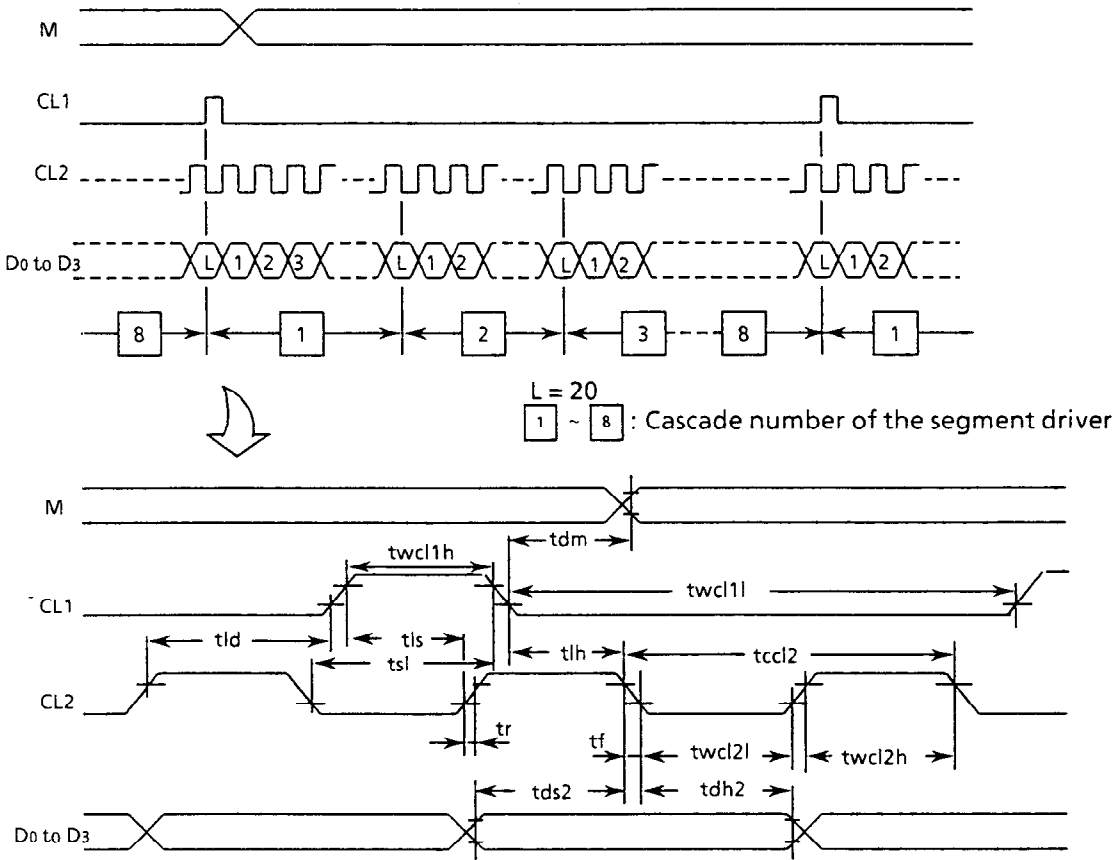 M
CL1
CL2
D0 to D3
L 1 2 3 L 1 2 L 1 2 L 1 2
8 1 2 3 8 1
L = 20
1 ~ 8 : Cascade number of the segment driver
M
tdm
twcl1h
twcl1l
CL1
tld
tls
tsl
tlh
tccl2
CL2
tr
tf
twcl2l
twcl2h
tds2
tdh2
D0 to D3